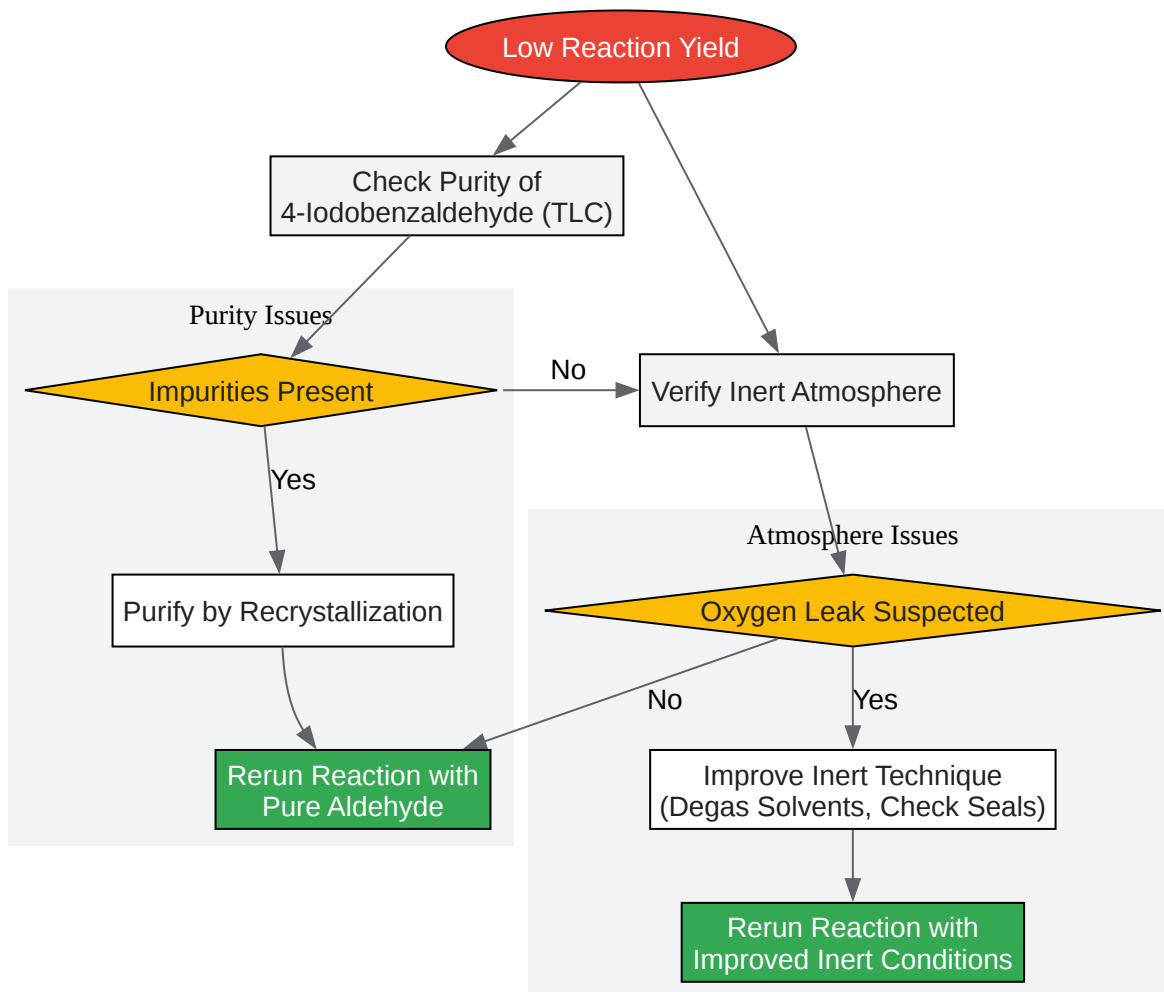 Low Reaction Yield
Check Purity of
4-Iodobenzaldehyde (TLC)
Purity Issues
Impurities Present
No
Verify Inert Atmosphere
Yes
Atmosphere Issues
Purify by Recrystallization
Oxygen Leak Suspected
No
Yes
Rerun Reaction with
Pure Aldehyde
Improve Inert Technique
(Degas Solvents, Check Seals)
Rerun Reaction with
Improved Inert Conditions